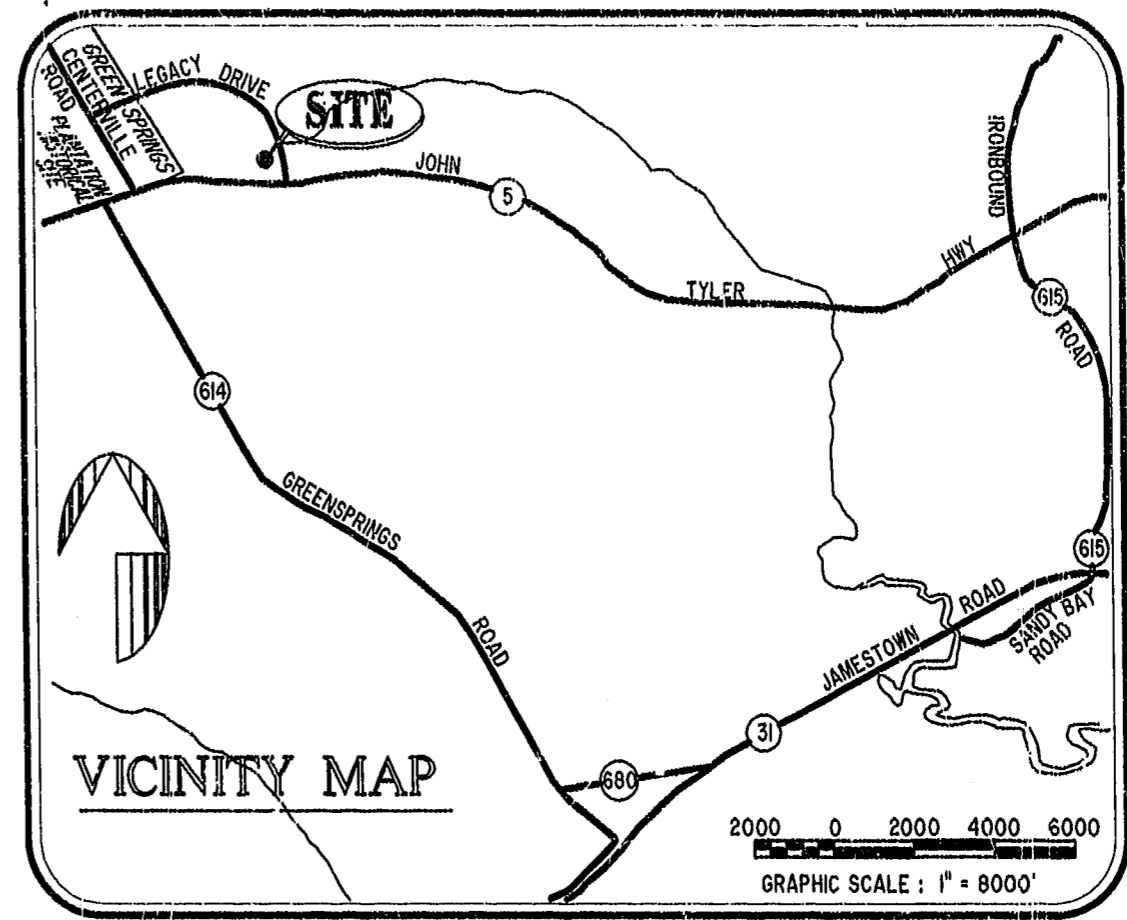 GREEN SPRINGS
PLANTATION
HISTORICAL
SITE
CENTERVILLE
ROAD
LEGACY DRIVE
SITE
JOHN
5
TYLER
HWY
IRONBOUND
615
ROAD
614
GREENSPRINGS
ROAD
615
SANDY BAY
ROAD
JAMESTOWN ROAD
31
680
VICINITY MAP
2000 0 2000 4000 6000
GRAPHIC SCALE : 1" = 8000'